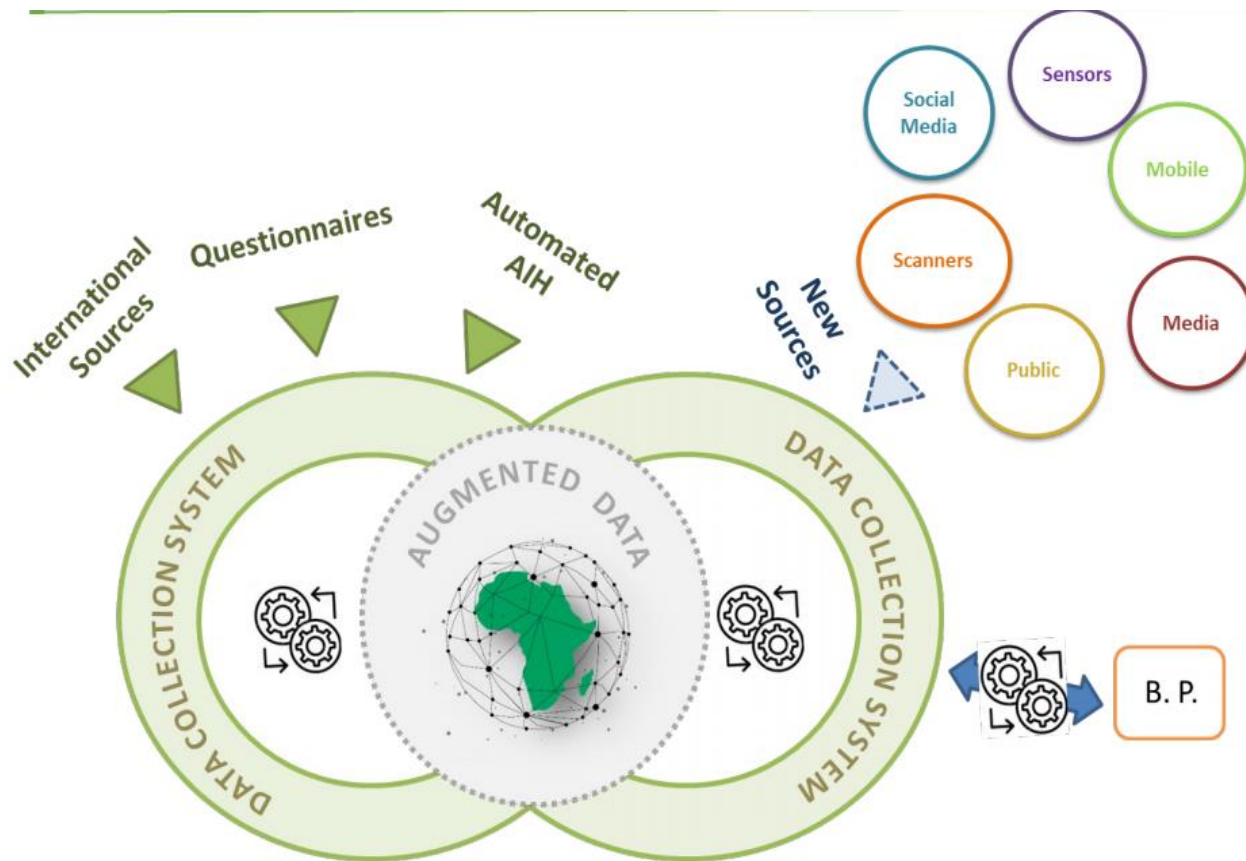 International
Sources
Questionnaires
Automated
AIH
New
Sources
Social
Media
Sensors
Mobile
Scanners
Media
Public
DATA COLLECTION SYSTEM
AUGMENTED DATA
DATA COLLECTION SYSTEM
B. P.